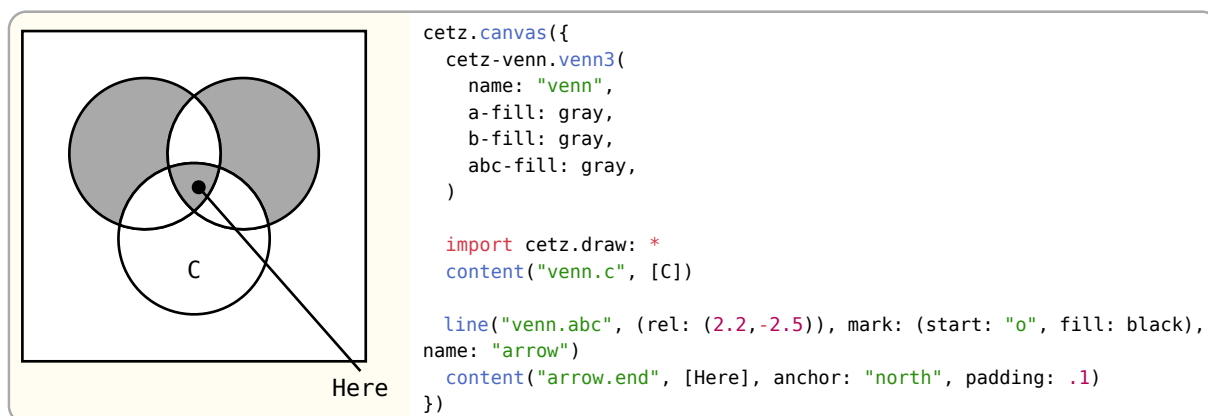 C
Here
cetz.canvas({
  cetz-venn.venn3(
    name: "venn",
    a-fill: gray,
    b-fill: gray,
    abc-fill: gray,
  )
  import cetz.draw: *
  content("venn.c", [C])
  line("venn.abc", (rel: (2.2,-2.5)), mark: (start: "o", fill: black),
name: "arrow")
  content("arrow.end", [Here], anchor: "north", padding: .1)
})